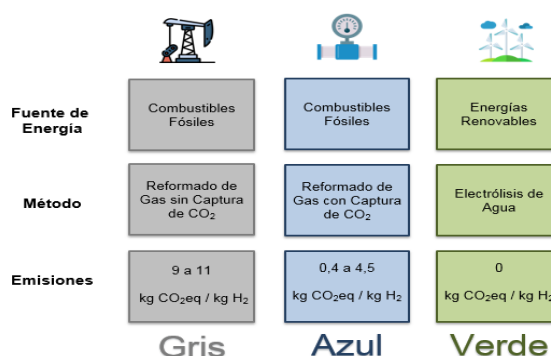 Fuente de
Energía
Combustibles
Fósiles
Combustibles
Fósiles
Energías
Renovables
Método
Reformado de
Gas sin Captura
de CO₂
Reformado de
Gas con Captura
de CO₂
Electrólisis de
Agua
Emisiones
9 a 11
kg CO₂eq / kg H₂
0,4 a 4,5
kg CO₂eq / kg H₂
0
kg CO₂eq / kg H₂
Gris
Azul
Verde